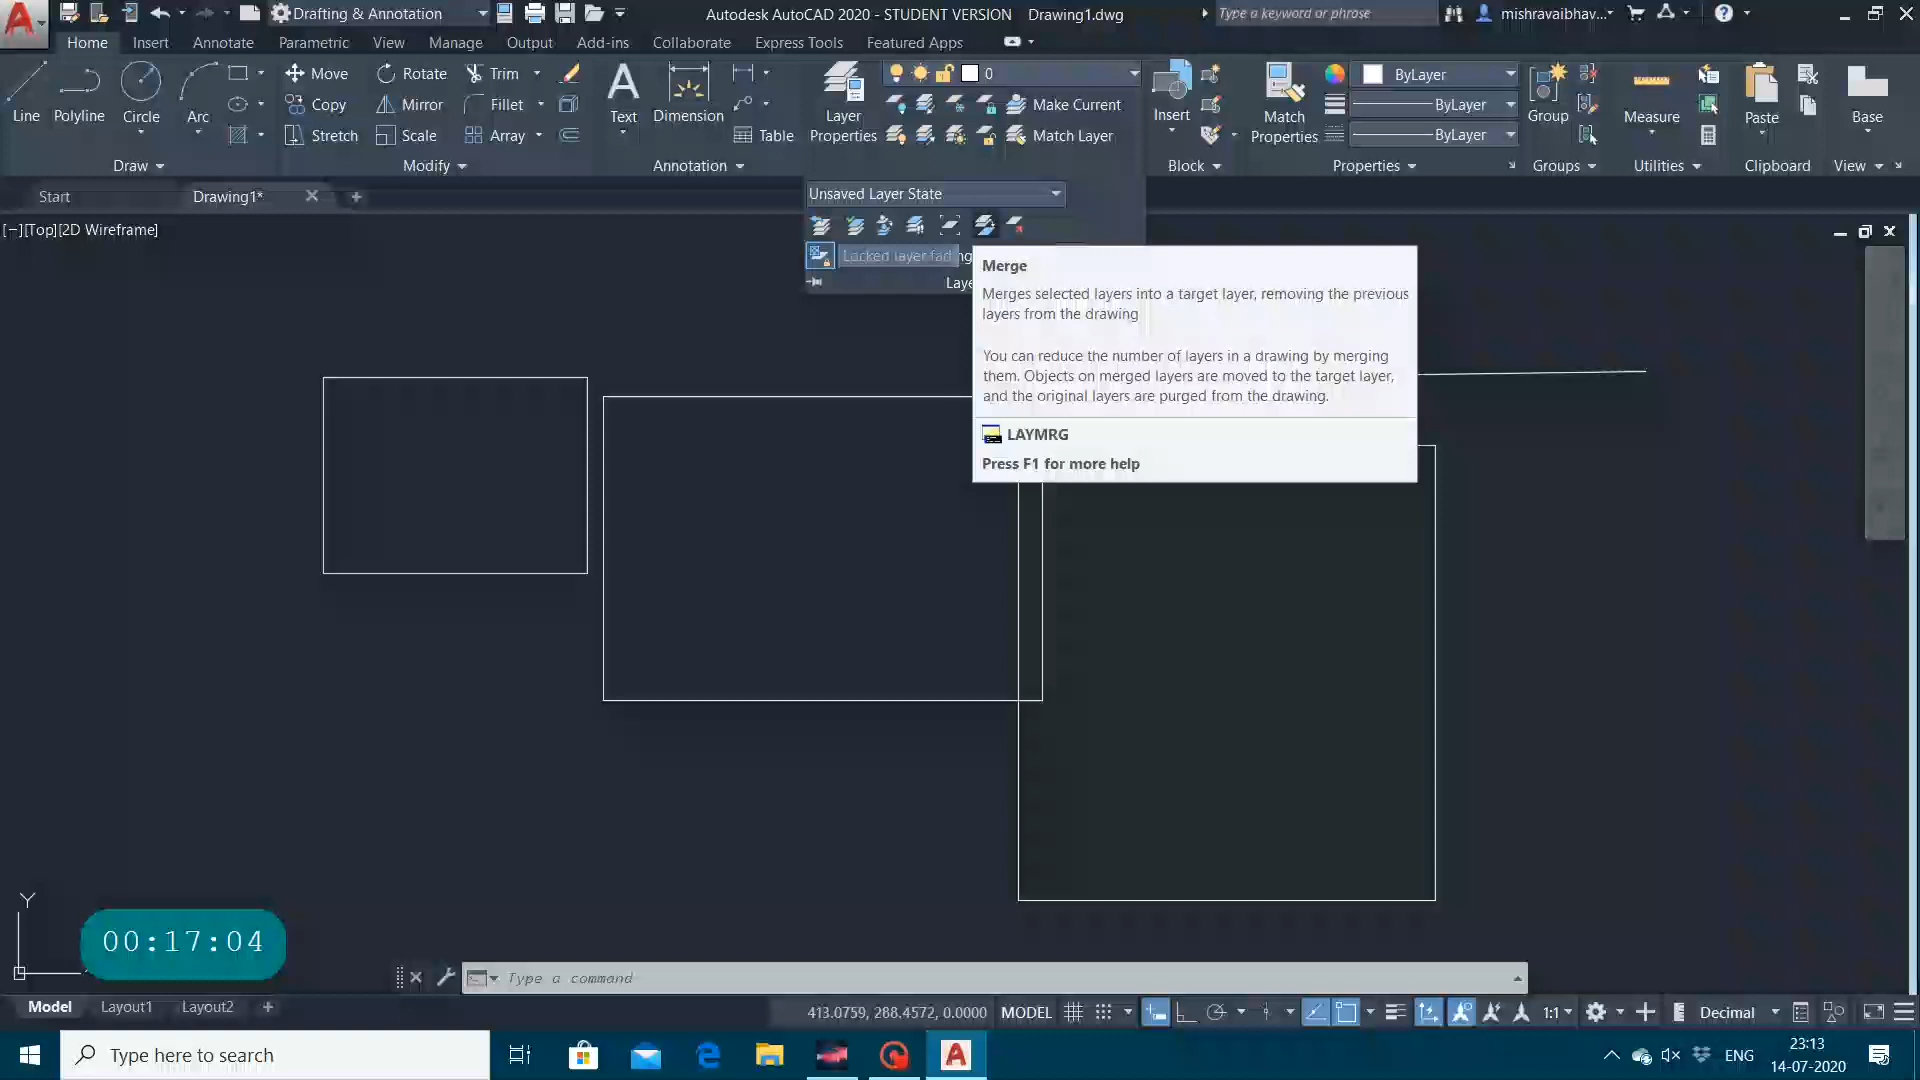 Drafting & Annotation
Autodesk AutoCAD 2020 - STUDENT VERSION Drawing1.dwg
Type a keyword or phrase
mishravaibhav...
Home Insert Annotate Parametric View Manage Output Add-ins Collaborate Express Tools Featured Apps
Line Polyline Circle Arc
Move Rotate Trim
Copy Mirror Fillet
Stretch Scale Array
Text Dimension
Table
Layer
Properties
0
Make Current
Match Layer
Insert
Match
Properties
ByLayer
ByLayer
ByLayer
Group
Measure
Paste
Base
Draw Modify Annotation Block Properties Groups Utilities Clipboard View
Start Drawing1*
Unsaved Layer State
[−][Top][2D Wireframe]
Locked layer fad ng
Laye
Merge
Merges selected layers into a target layer, removing the previous
layers from the drawing
You can reduce the number of layers in a drawing by merging
them. Objects on merged layers are moved to the target layer,
and the original layers are purged from the drawing.
LAYMRG
Press F1 for more help
Y
00:17:04
Type a command
Model Layout1 Layout2
413.0759, 288.4572, 0.0000 MODEL
1:1
Decimal
Type here to search
ENG
23:13
14-07-2020